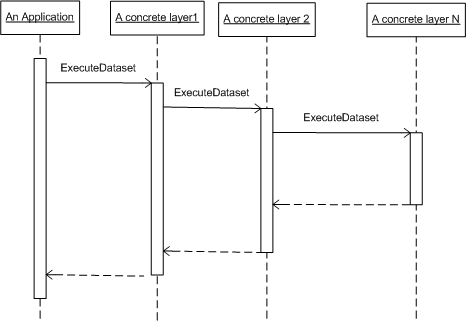 An Application
A concrete layer1
A concrete layer 2
A concrete layer N
ExecuteDataset
ExecuteDataset
ExecuteDataset